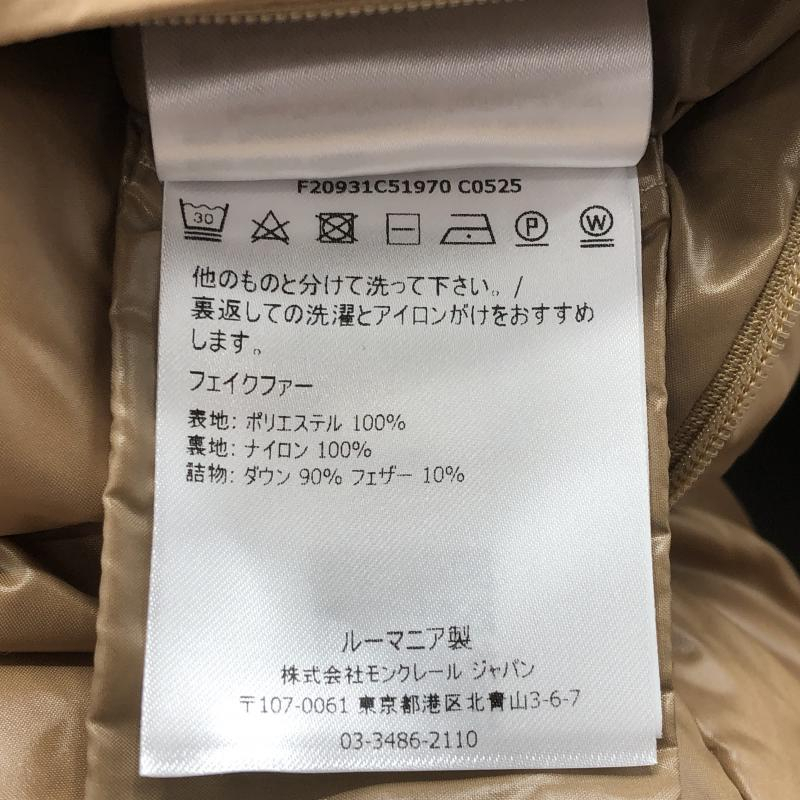 F20931C51970 C0525
30
P
W
他のものと分けて洗って下さい。/
裏返しての洗濯とアイロンがけをおすすめ
します。
フェイクファー
表地: ポリエステル 100%
裏地: ナイロン 100%
詰物: ダウン 90% フェザー 10%
ルーマニア製
株式会社モンクレール ジャパン
〒107-0061 東京都港区北青山3-6-7
03-3486-2110